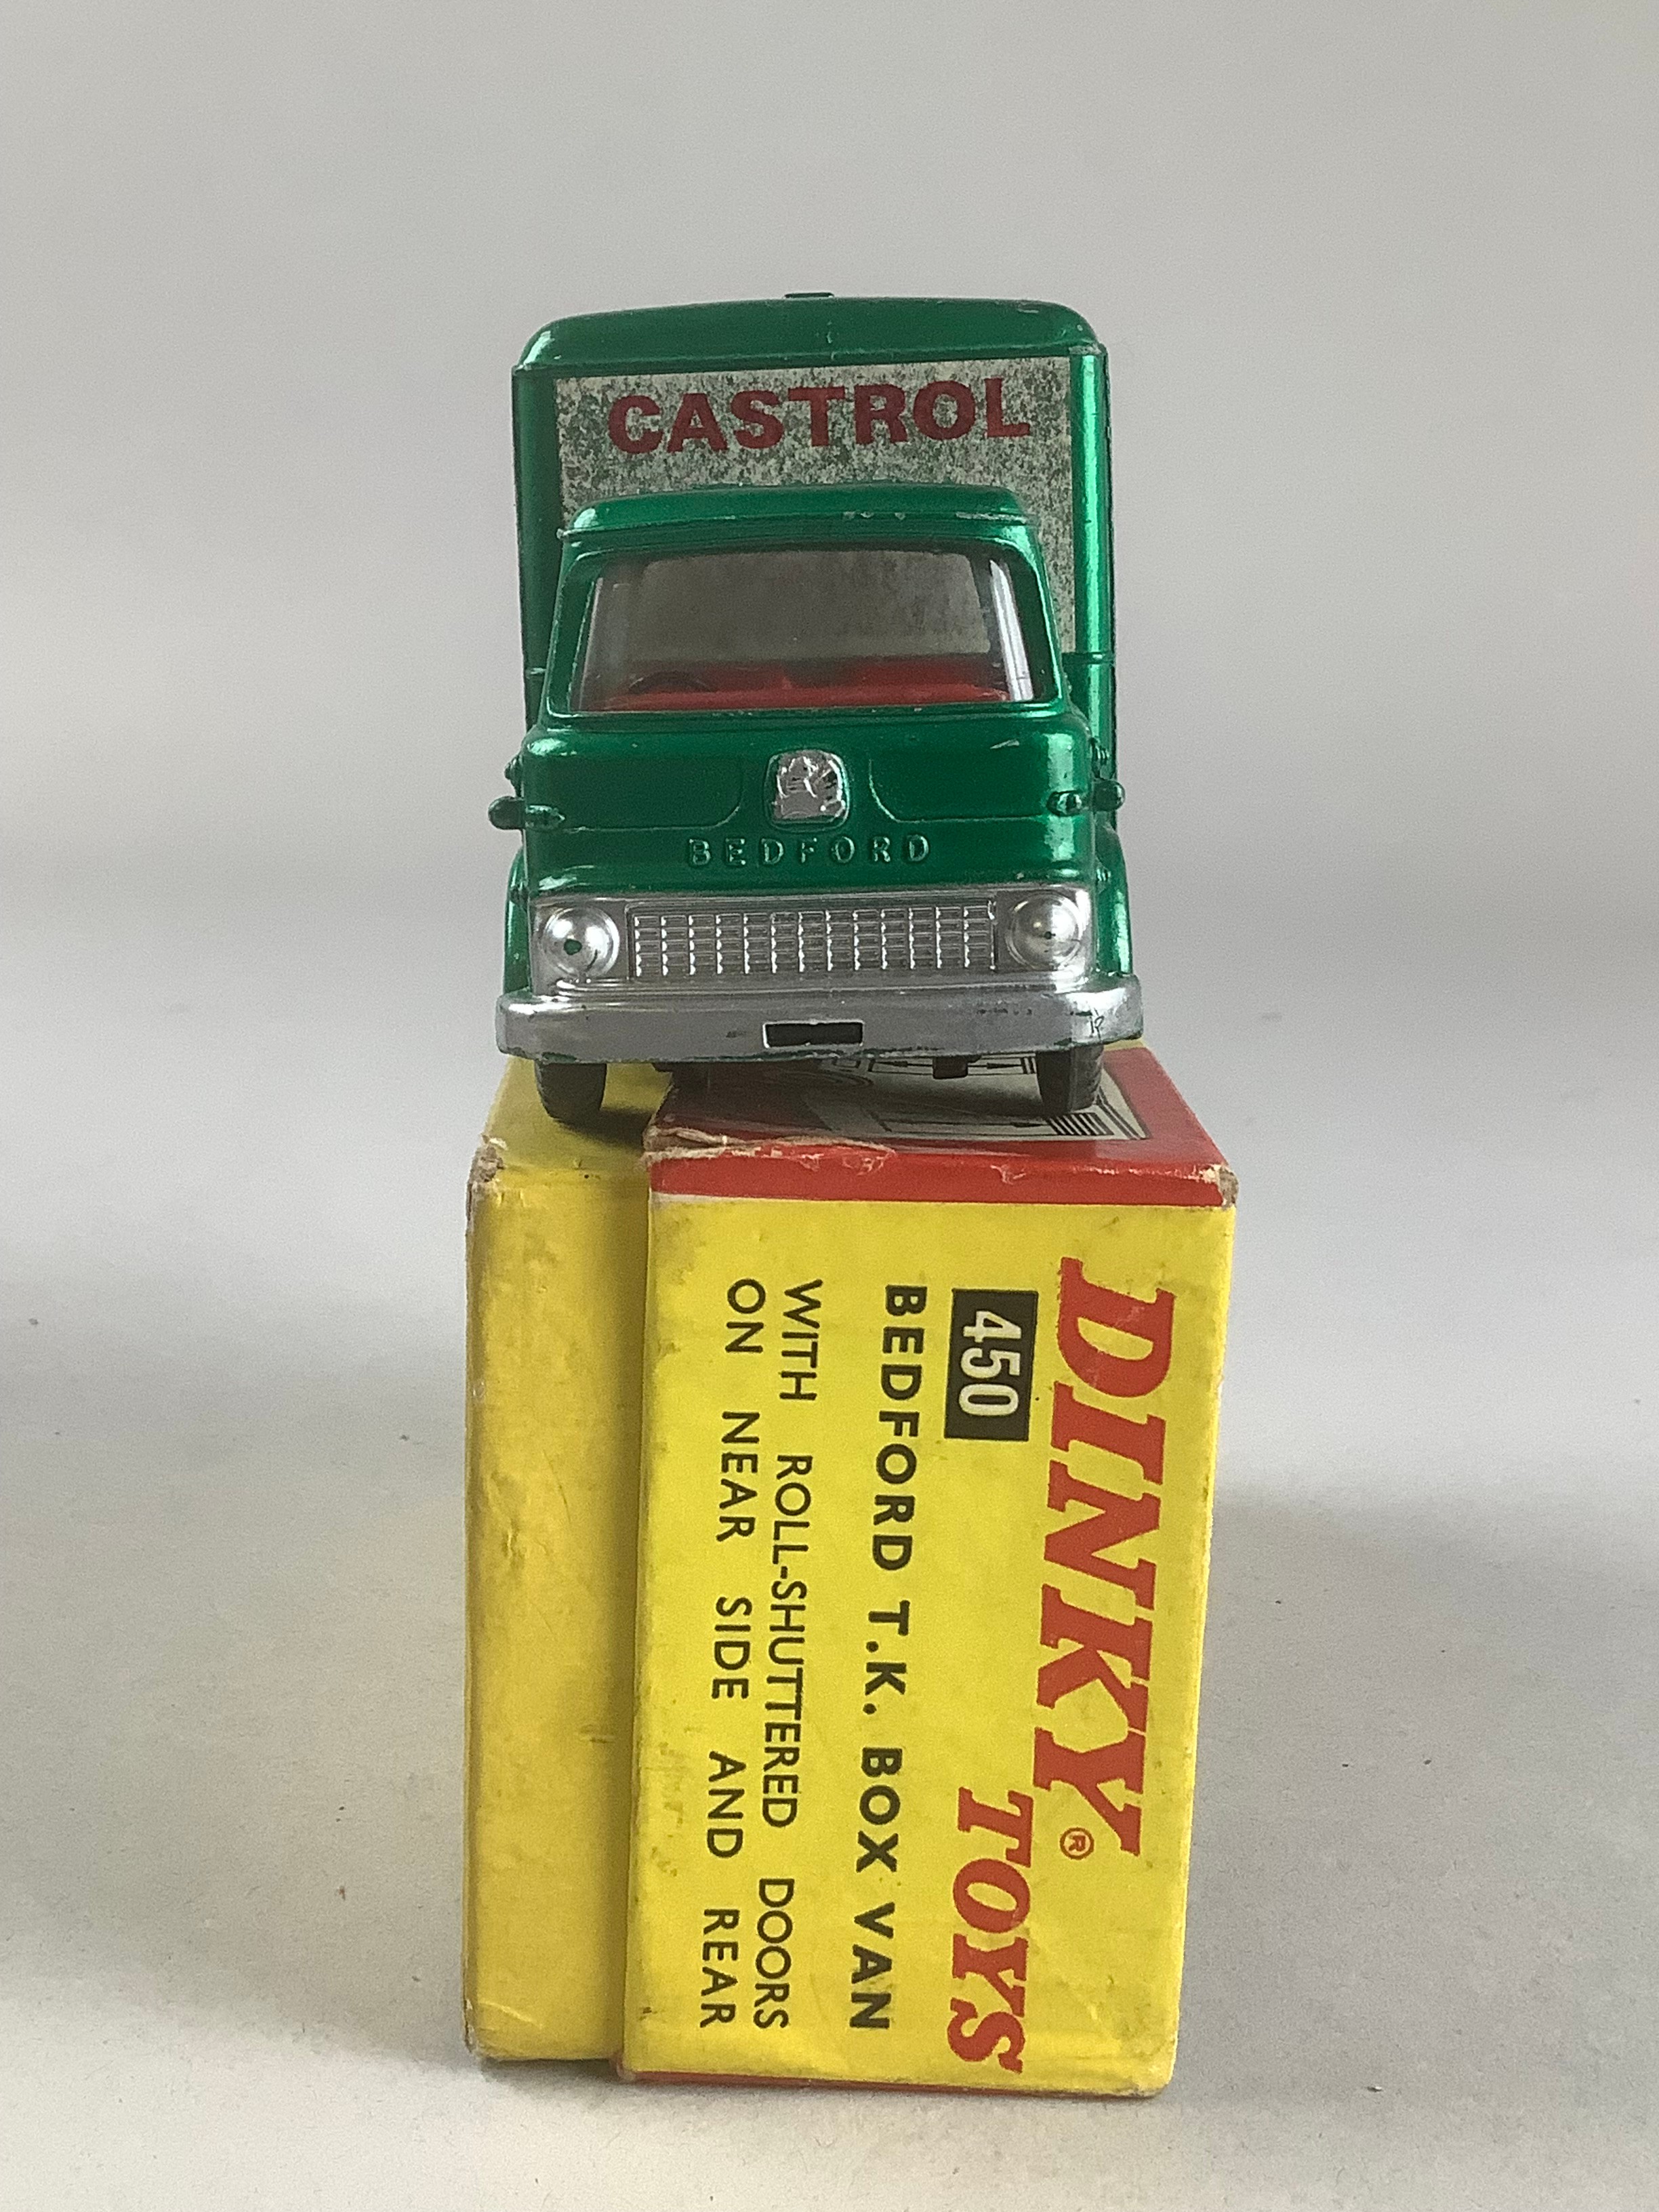 CASTROL
BEDFORD
DINKY® TOYS
450
BEDFORD T.K. BOX VAN
WITH ROLL-SHUTTERED DOORS
ON NEAR SIDE AND REAR